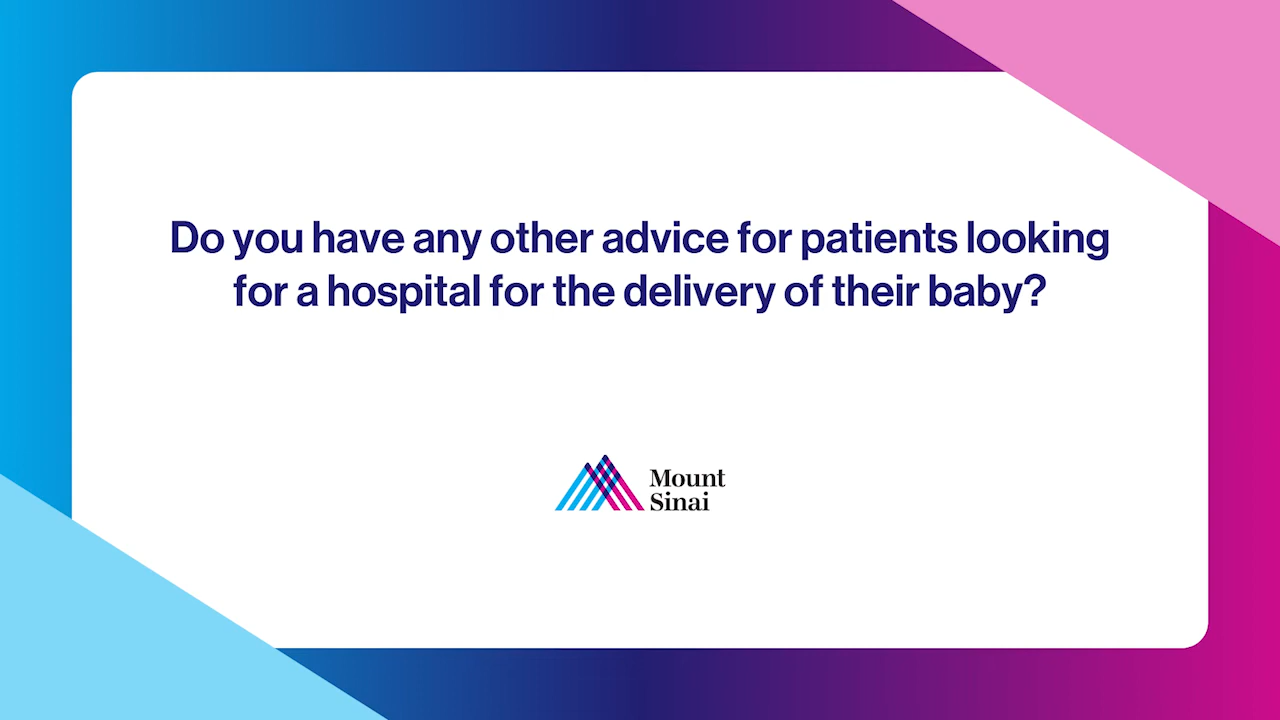 Do you have any other advice for patients looking
for a hospital for the delivery of their baby?
Mount
Sinai